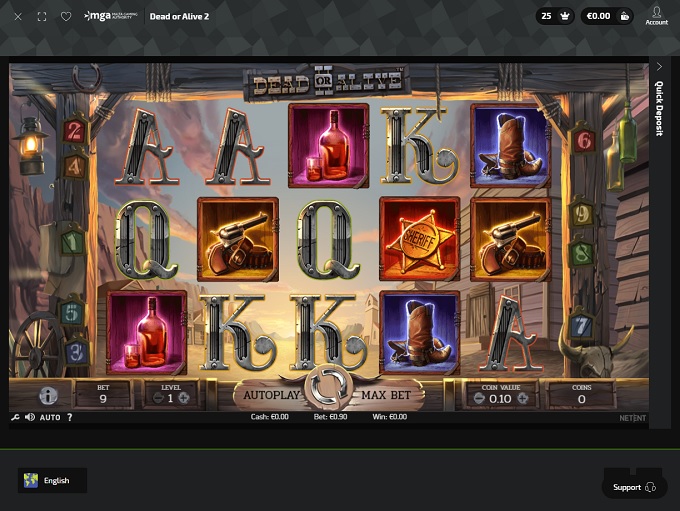 mga MALTA GAMING AUTHORITY
Dead or Alive 2
25
€0.00
Account
Quick Deposit
DEAD OR ALIVE
2
4
1
5
3
6
9
8
7
A A K
Q Q SHERIFF
K K A
BET
9
LEVEL
1
AUTOPLAY
MAX BET
COIN VALUE
0.10
COINS
0
AUTO ?
Cash: €0.00
Bet: €0.90
Win: €0.00
NETENT
English
Support